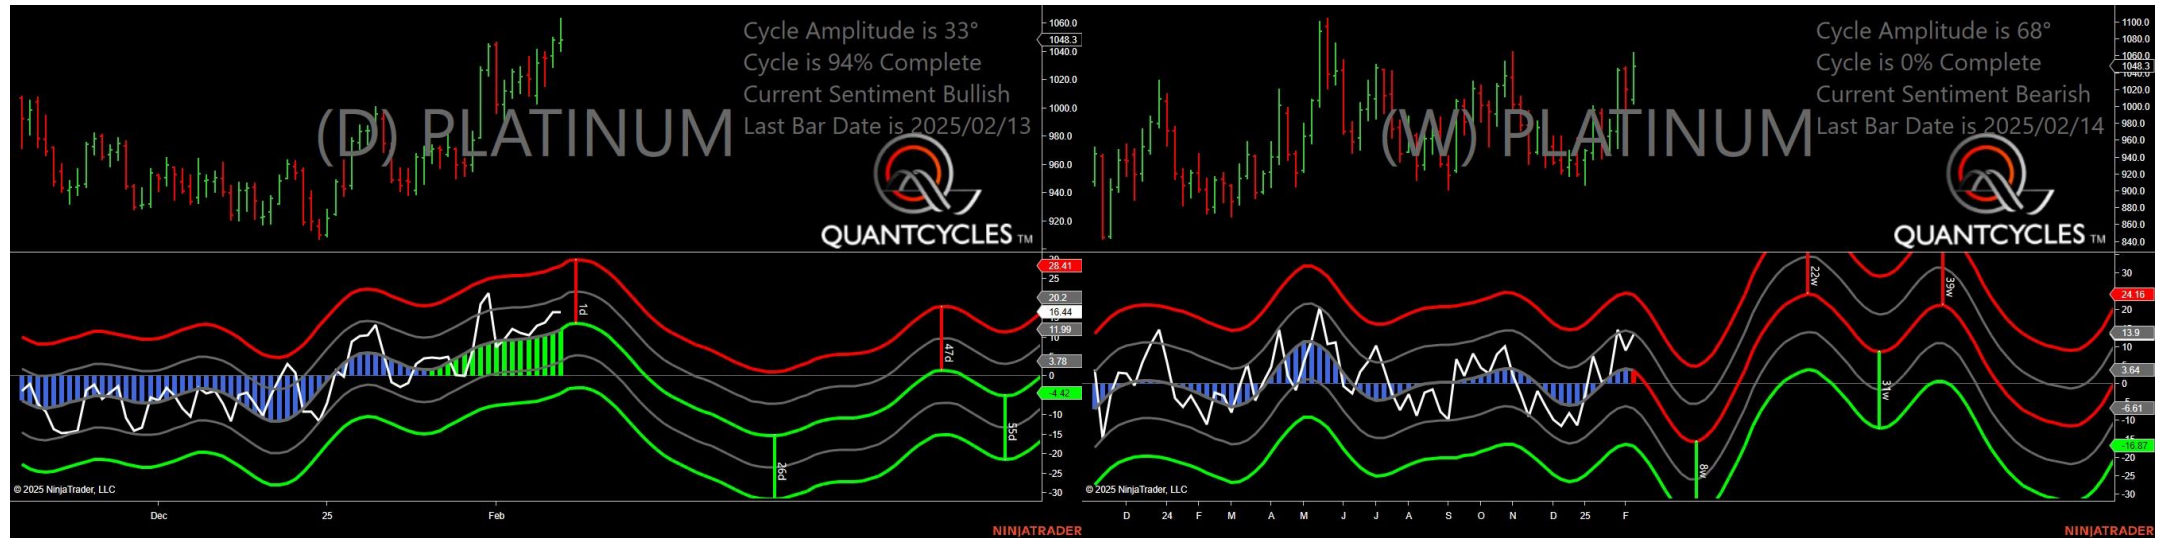 Cycle Amplitude is 33°
Cycle is 94% Complete
Current Sentiment Bullish
Last Bar Date is 2025/02/13
(D) PLATINUM
QUANTCYCLES TM
1060.0
1048.3
1040.0
1020.0
1000.0
980.0
960.0
940.0
920.0
28.41
25
20.2
16.44
11.99
3.78
0
-4.42
-10
-15
-20
-25
-30
1d
26d
47d
55d
© 2025 NinjaTrader, LLC
Dec
25
Feb
NINJATRADER
Cycle Amplitude is 68°
Cycle is 0% Complete
Current Sentiment Bearish
Last Bar Date is 2025/02/14
(W) PLATINUM
QUANTCYCLES TM
1100.0
1080.0
1060.0
1048.3
1020.0
1000.0
980.0
960.0
940.0
920.0
900.0
880.0
860.0
840.0
30
24.16
20
13.9
10
3.64
0
-6.61
-10
-16.87
-20
-25
-30
8w
22w
31w
39w
© 2025 NinjaTrader, LLC
D 24 F M A M J J A S O N D 25 F
NINJATRADER